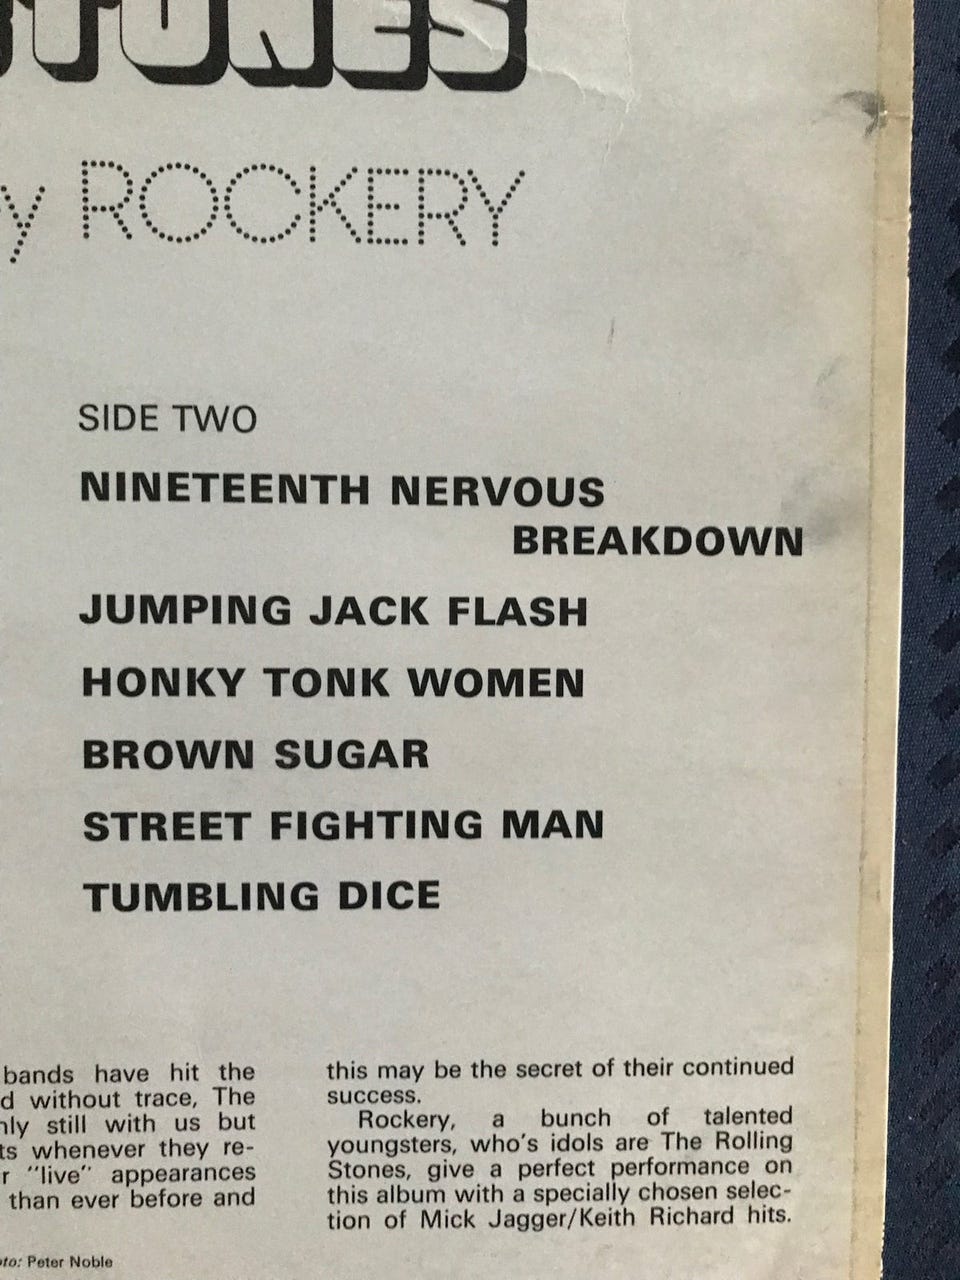 STONES
by ROCKERY
SIDE TWO
NINETEENTH NERVOUS
BREAKDOWN
JUMPING JACK FLASH
HONKY TONK WOMEN
BROWN SUGAR
STREET FIGHTING MAN
TUMBLING DICE
bands have hit the
d without trace, The
nly still with us but
ts whenever they re-
r "live" appearances
than ever before and
this may be the secret of their continued
success.
Rockery, a bunch of talented
youngsters, who's idols are The Rolling
Stones, give a perfect performance on
this album with a specially chosen selec-
tion of Mick Jagger/Keith Richard hits.
oto: Peter Noble